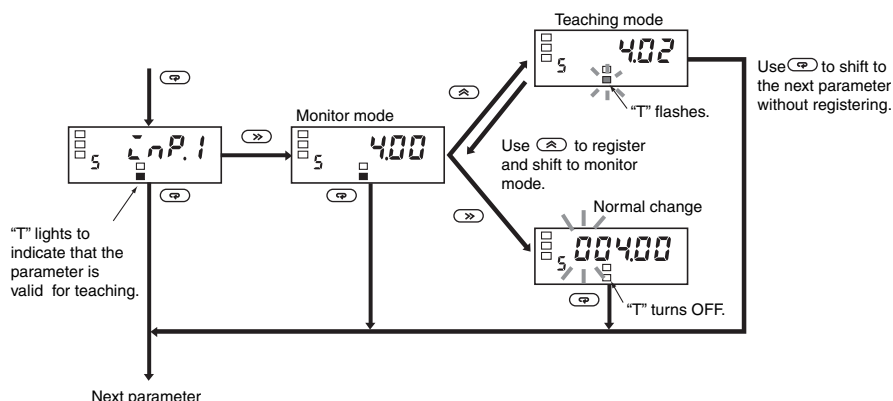 Teaching mode
4.02
S
Use to shift to
the next parameter
without registering.
"T" flashes.
Monitor mode
inP.1
S
4.00
S
Use to register
and shift to monitor
mode.
Normal change
"T" lights to
indicate that the
parameter is
valid for teaching.
004.00
S
"T" turns OFF.
Next parameter